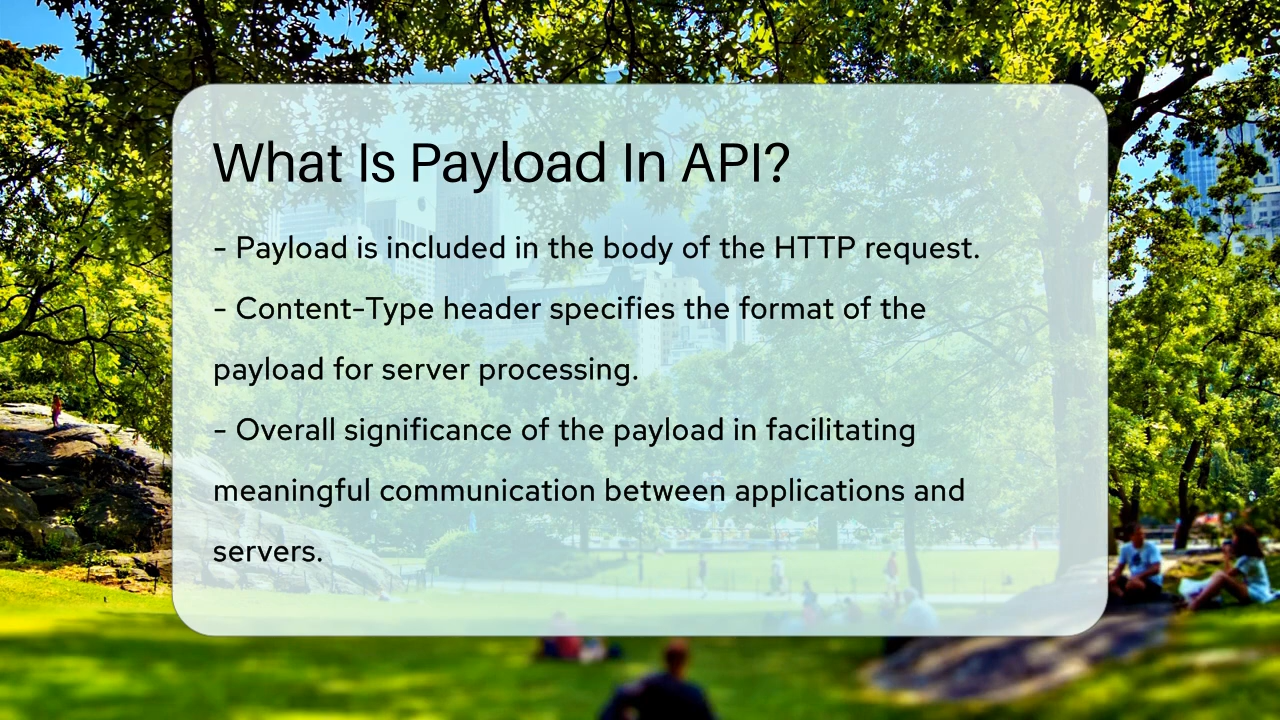 What Is Payload In API?
- Payload is included in the body of the HTTP request.
- Content-Type header specifies the format of the
payload for server processing.
- Overall significance of the payload in facilitating
meaningful communication between applications and
servers.